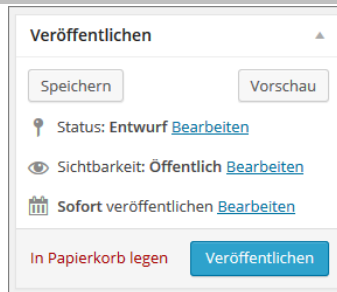 Veröffentlichen
Speichern Vorschau
Status: Entwurf Bearbeiten
Sichtbarkeit: Öffentlich Bearbeiten
Sofort veröffentlichen Bearbeiten
In Papierkorb legen Veröffentlichen